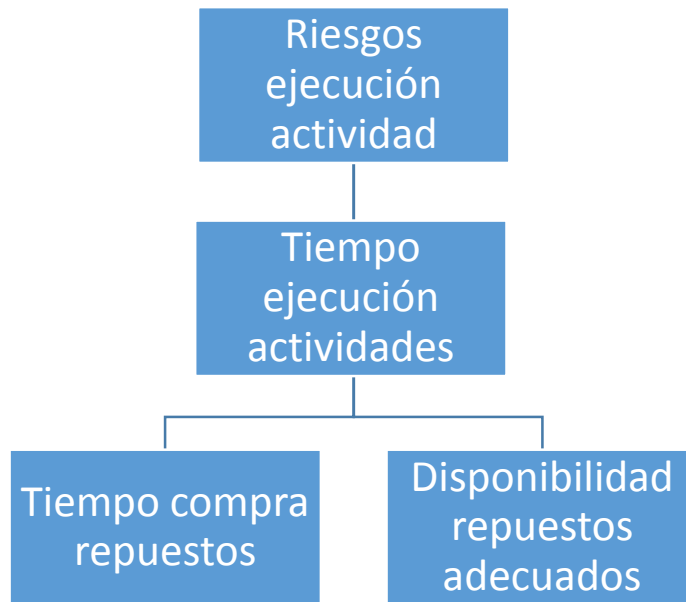 Riesgos
ejecución
actividad
Tiempo
ejecución
actividades
Tiempo compra
repuestos
Disponibilidad
repuestos
adecuados